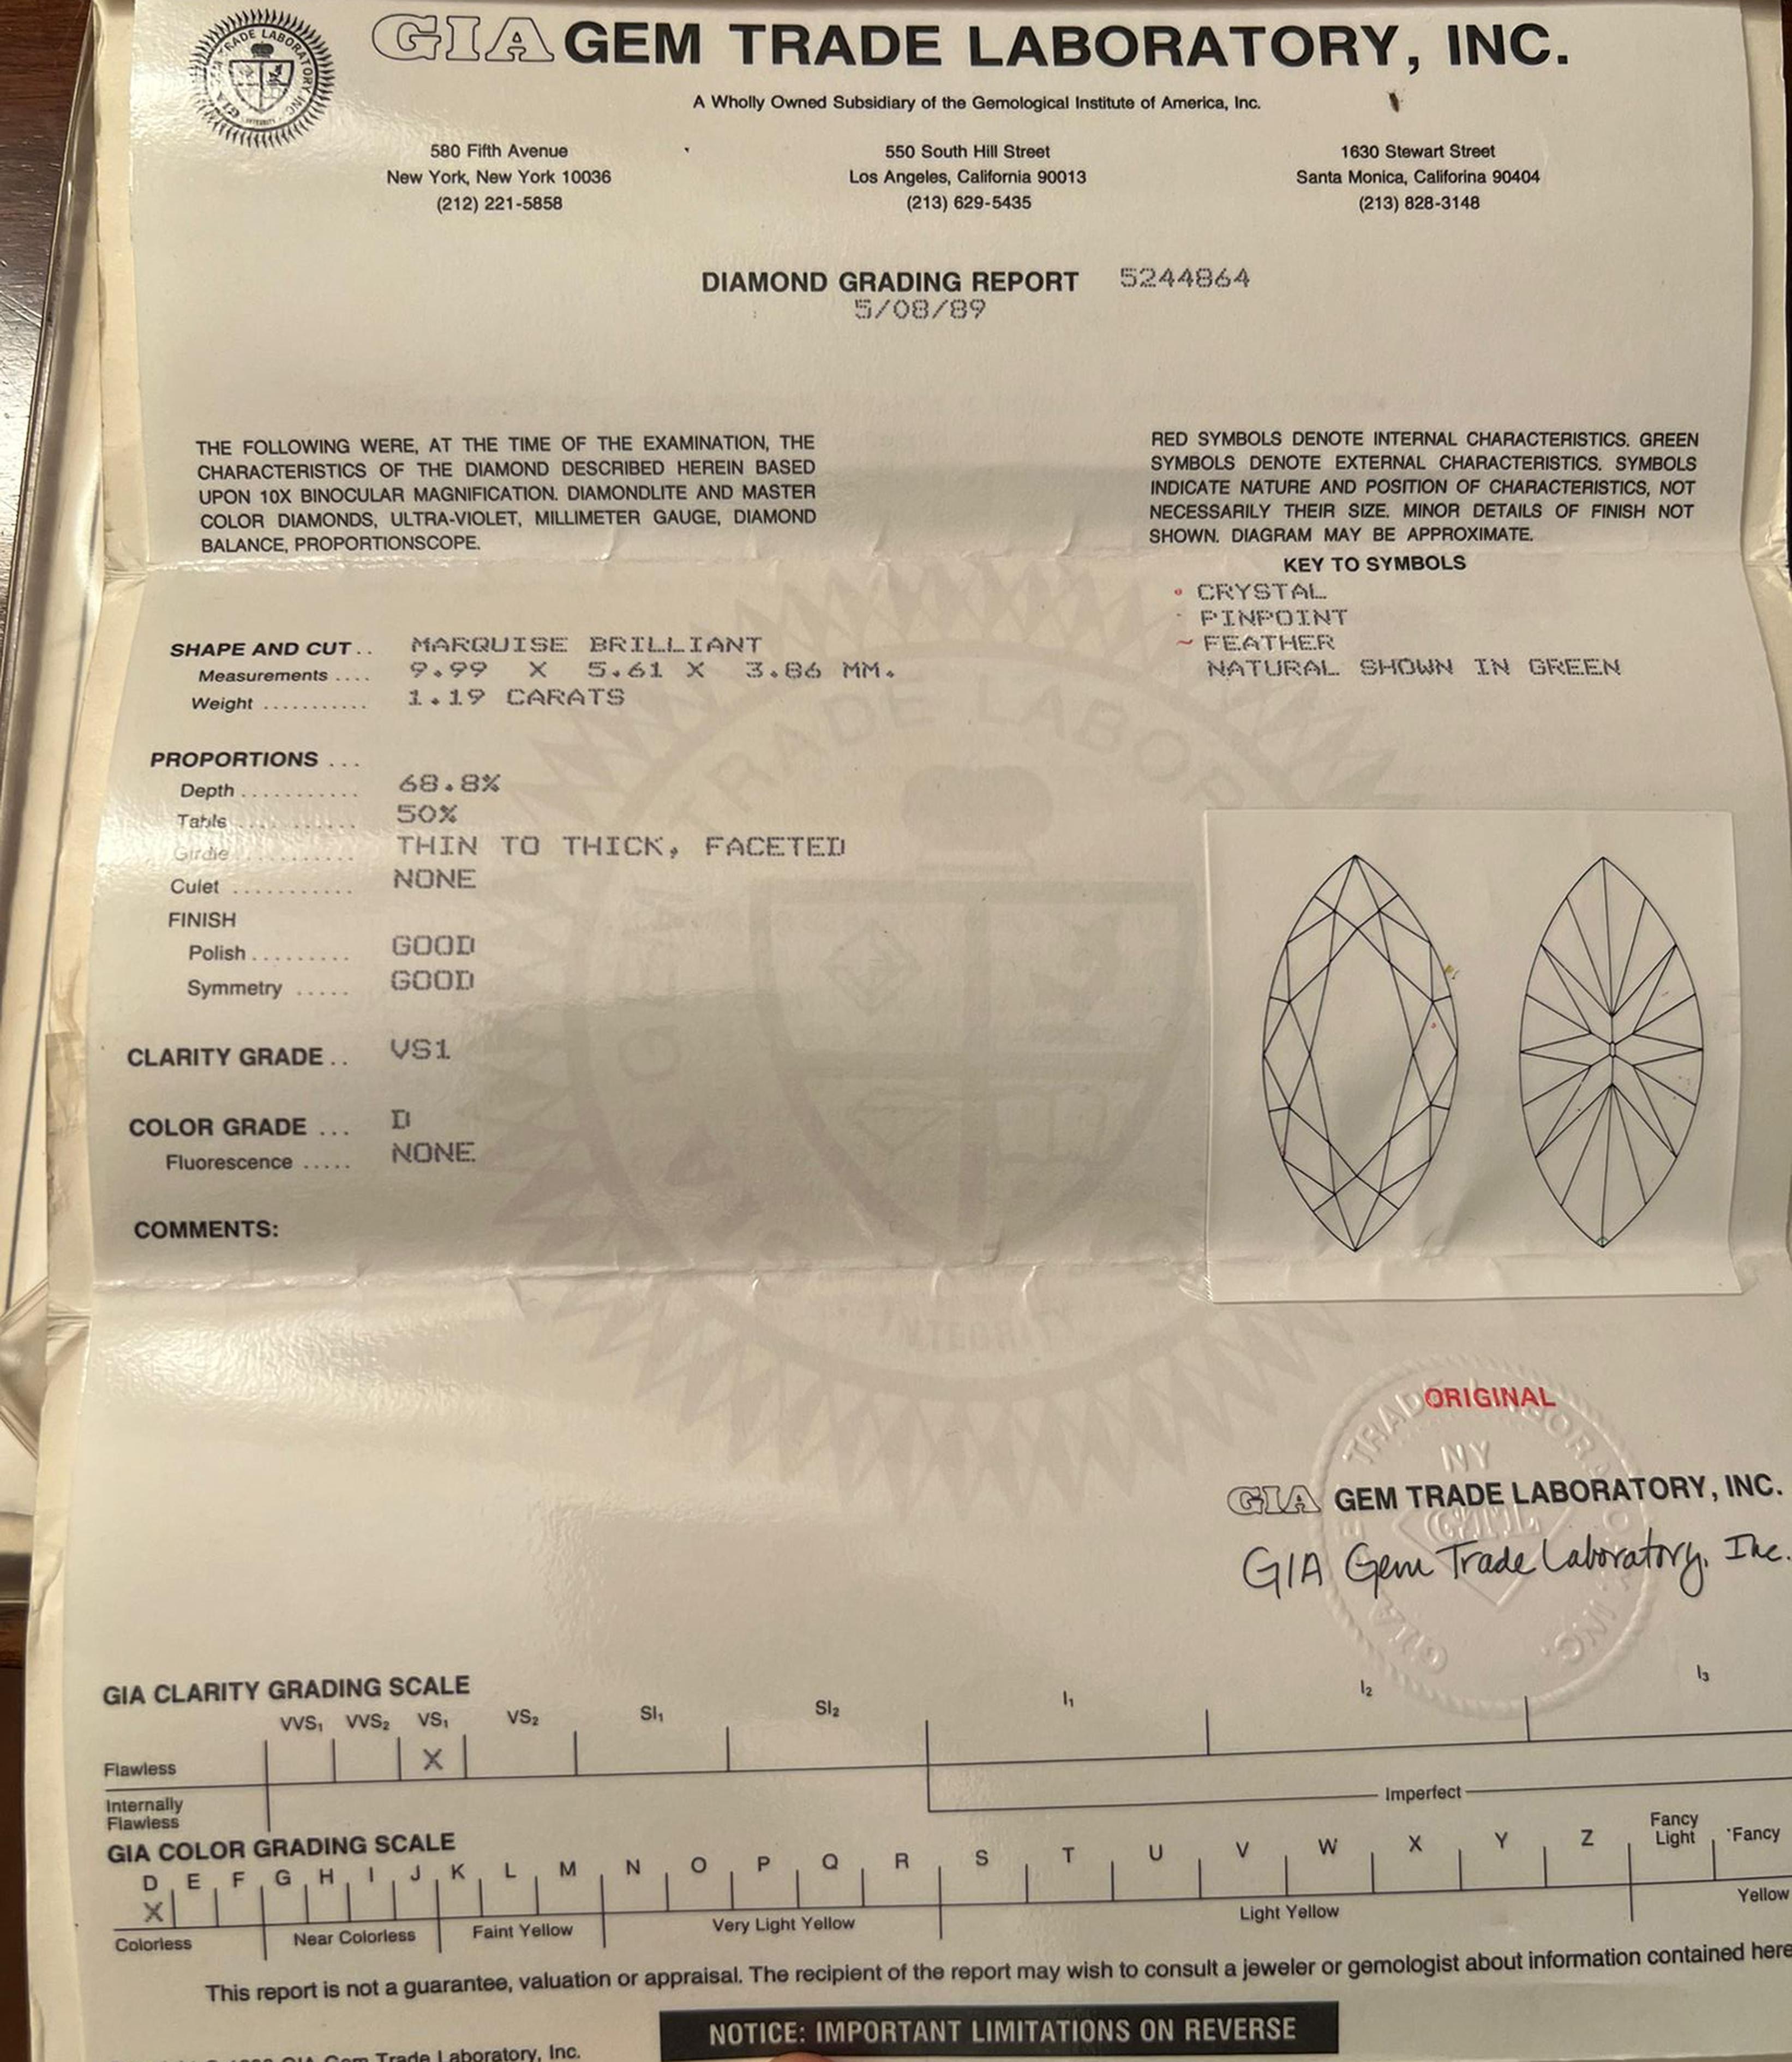 GIA GEM TRADE LABORATORY, INC.
A Wholly Owned Subsidiary of the Gemological Institute of America, Inc.
580 Fifth Avenue
New York, New York 10036
(212) 221-5858
550 South Hill Street
Los Angeles, California 90013
(213) 629-5435
1630 Stewart Street
Santa Monica, Califorina 90404
(213) 828-3148
DIAMOND GRADING REPORT 5244864
5/08/89
THE FOLLOWING WERE, AT THE TIME OF THE EXAMINATION, THE
CHARACTERISTICS OF THE DIAMOND DESCRIBED HEREIN BASED
UPON 10X BINOCULAR MAGNIFICATION. DIAMONDLITE AND MASTER
COLOR DIAMONDS, ULTRA-VIOLET, MILLIMETER GAUGE, DIAMOND
BALANCE, PROPORTIONSCOPE.
RED SYMBOLS DENOTE INTERNAL CHARACTERISTICS. GREEN
SYMBOLS DENOTE EXTERNAL CHARACTERISTICS. SYMBOLS
INDICATE NATURE AND POSITION OF CHARACTERISTICS, NOT
NECESSARILY THEIR SIZE. MINOR DETAILS OF FINISH NOT
SHOWN. DIAGRAM MAY BE APPROXIMATE.
KEY TO SYMBOLS
CRYSTAL
PINPOINT
~ FEATHER
NATURAL SHOWN IN GREEN
SHAPE AND CUT .. MARQUISE BRILLIANT
Measurements .... 9.99 X 5.61 X 3.86 MM.
Weight ........... 1.19 CARATS
PROPORTIONS ...
Depth ........... 68.8%
Table ........... 50%
Girdle ........... THIN TO THICK, FACETED
Culet ........... NONE
FINISH
Polish ......... GOOD
Symmetry ..... GOOD
CLARITY GRADE .. VS1
COLOR GRADE ... D
Fluorescence ..... NONE
COMMENTS:
ORIGINAL
NY
GIA GEM TRADE LABORATORY, INC.
GIA Gem Trade Laboratory, Inc.
GIA CLARITY GRADING SCALE
VVS₁ VVS₂ VS₁ VS₂ SI₁ SI₂ I₁ I₂ I₃
Flawless X
Internally
Flawless
Imperfect
GIA COLOR GRADING SCALE
D E F G H I J K L M N O P Q R S T U V W X Y Z Fancy Light Fancy
X
Colorless Near Colorless Faint Yellow Very Light Yellow Light Yellow Yellow
This report is not a guarantee, valuation or appraisal. The recipient of the report may wish to consult a jeweler or gemologist about information contained here
NOTICE: IMPORTANT LIMITATIONS ON REVERSE
GIA Gem Trade Laboratory, Inc.